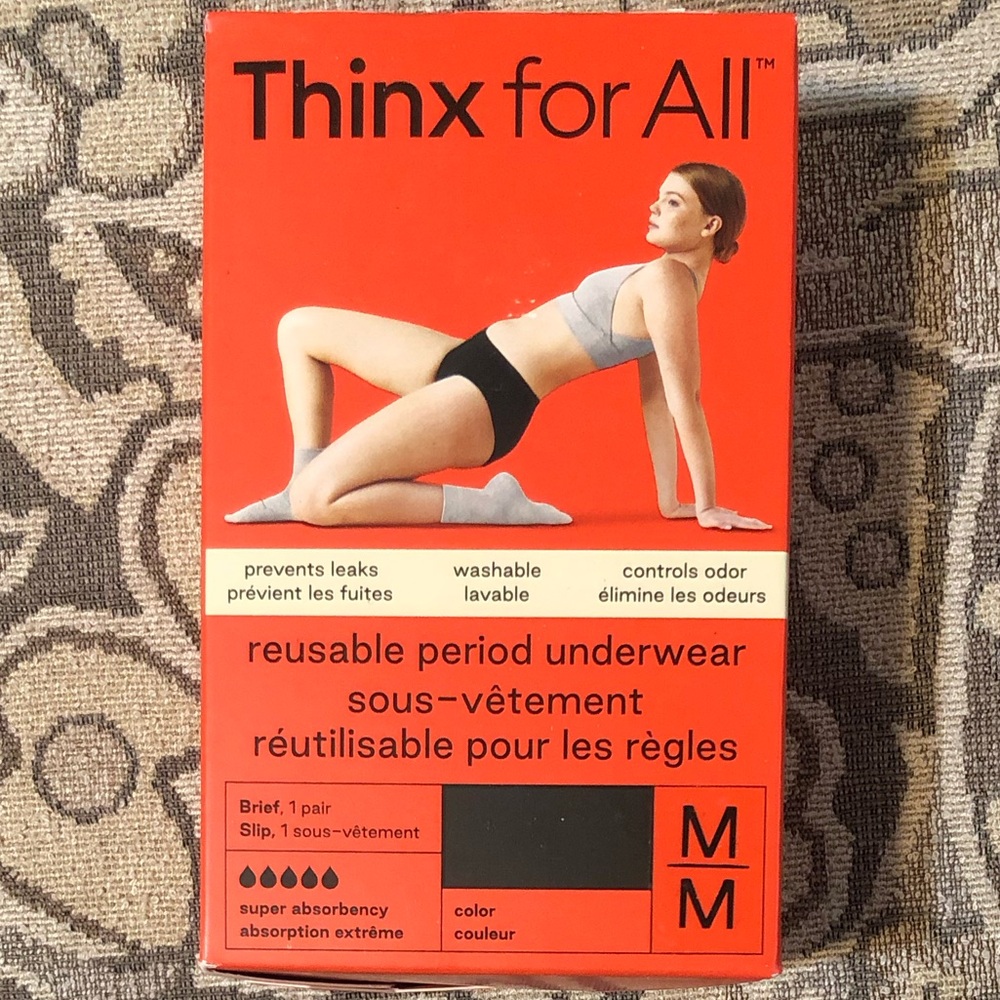 Thinx for All™
prevents leaks
prévient les fuites
washable
lavable
controls odor
élimine les odeurs
reusable period underwear
sous-vêtement
réutilisable pour les règles
Brief, 1 pair
Slip, 1 sous-vêtement
super absorbency
absorption extrême
color
couleur
M
M